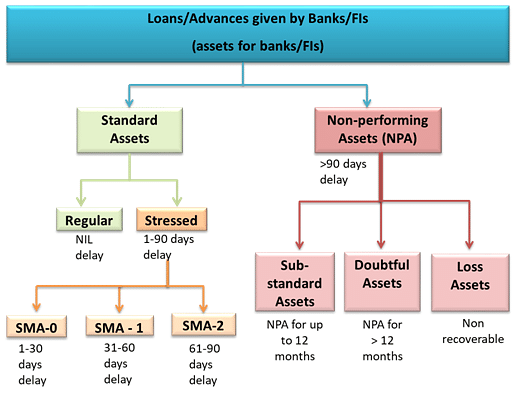 Loans/Advances given by Banks/FIs
(assets for banks/FIs)
Standard
Assets
Non-performing
Assets (NPA)
>90 days
delay
Regular
Stressed
NIL
delay
1-90 days
delay
Sub-
standard
Assets
Doubtful
Assets
Loss
Assets
NPA for up
to 12
months
NPA for
> 12
months
Non
recoverable
SMA-0
SMA - 1
SMA-2
1-30
days
delay
31-60
days
delay
61-90
days
delay